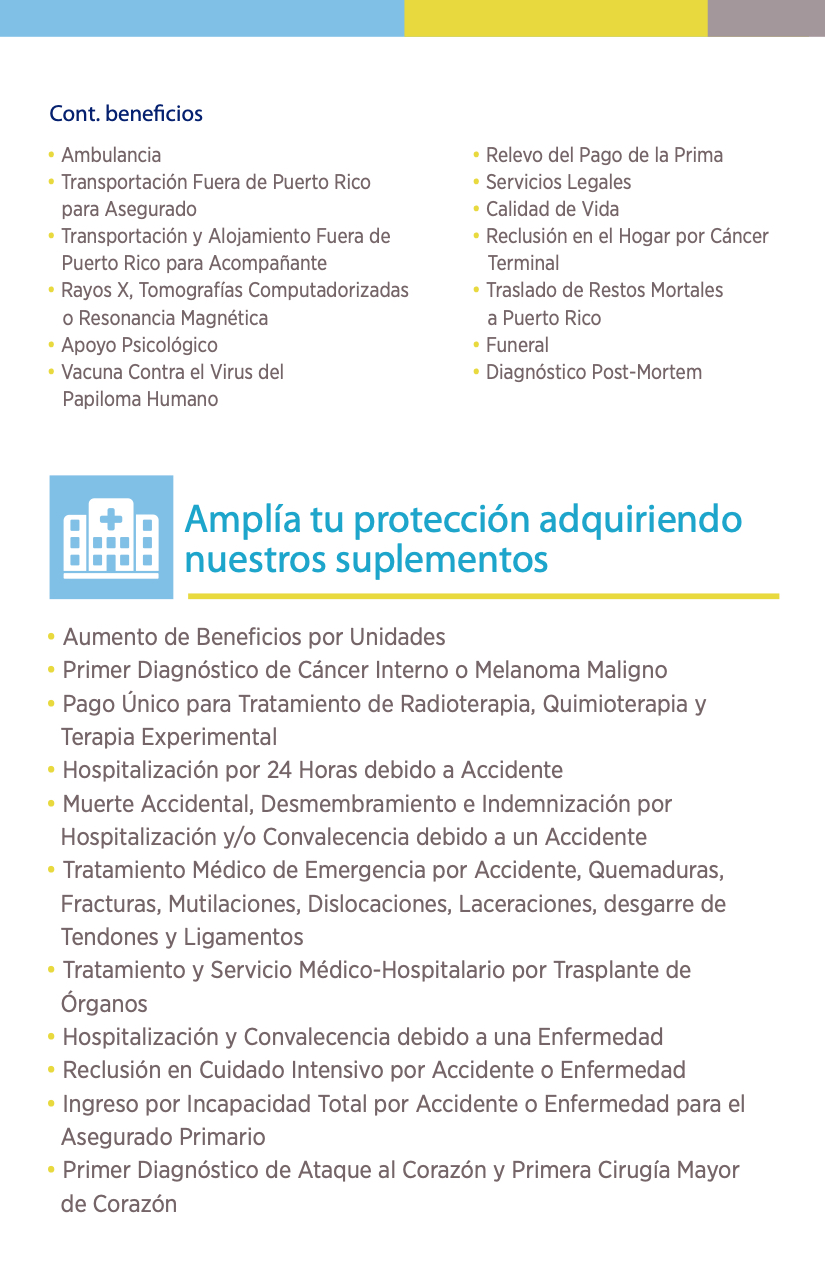 Cont. beneficios
• Ambulancia
• Transportación Fuera de Puerto Rico
para Asegurado
• Transportación y Alojamiento Fuera de
Puerto Rico para Acompañante
• Rayos X, Tomografías Computadorizadas
o Resonancia Magnética
• Apoyo Psicológico
• Vacuna Contra el Virus del
Papiloma Humano
• Relevo del Pago de la Prima
• Servicios Legales
• Calidad de Vida
• Reclusión en el Hogar por Cáncer
Terminal
• Traslado de Restos Mortales
a Puerto Rico
• Funeral
• Diagnóstico Post-Mortem
Amplía tu protección adquiriendo
nuestros suplementos
• Aumento de Beneficios por Unidades
• Primer Diagnóstico de Cáncer Interno o Melanoma Maligno
• Pago Único para Tratamiento de Radioterapia, Quimioterapia y
Terapia Experimental
• Hospitalización por 24 Horas debido a Accidente
• Muerte Accidental, Desmembramiento e Indemnización por
Hospitalización y/o Convalecencia debido a un Accidente
• Tratamiento Médico de Emergencia por Accidente, Quemaduras,
Fracturas, Mutilaciones, Dislocaciones, Laceraciones, desgarre de
Tendones y Ligamentos
• Tratamiento y Servicio Médico-Hospitalario por Trasplante de
Órganos
• Hospitalización y Convalecencia debido a una Enfermedad
• Reclusión en Cuidado Intensivo por Accidente o Enfermedad
• Ingreso por Incapacidad Total por Accidente o Enfermedad para el
Asegurado Primario
• Primer Diagnóstico de Ataque al Corazón y Primera Cirugía Mayor
de Corazón